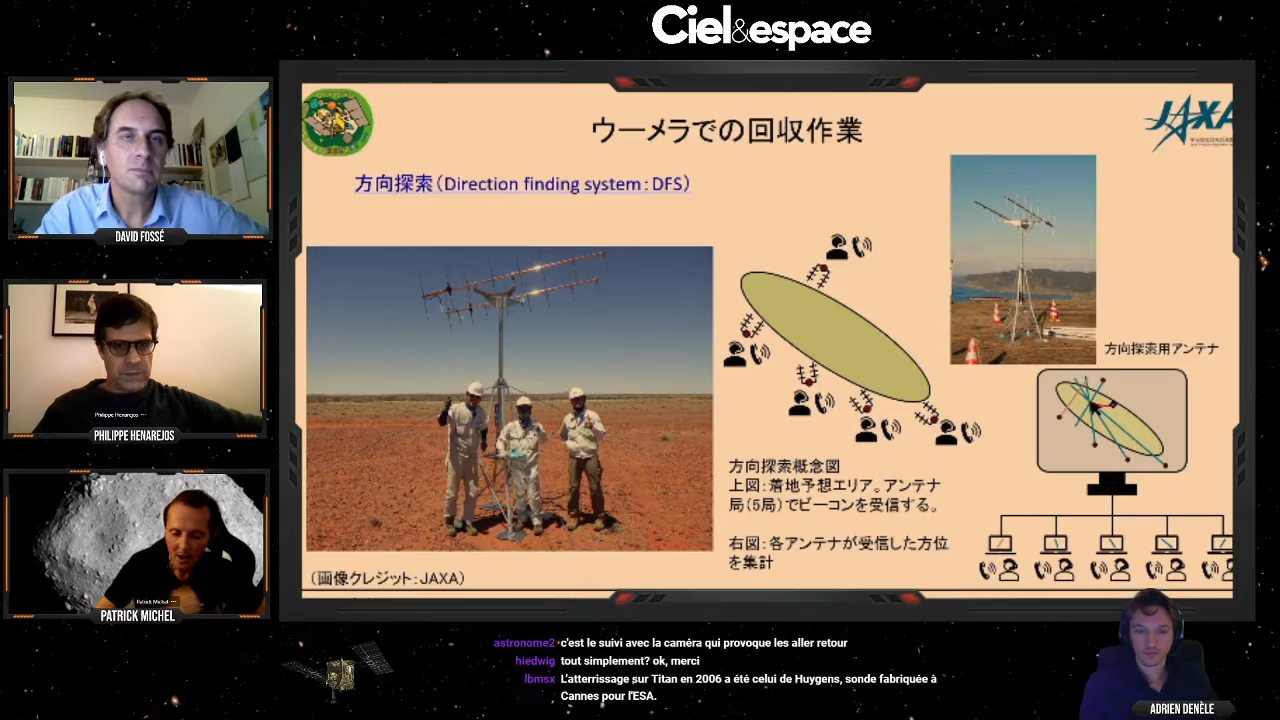 Ciel&espace
ウーメラでの回収作業
JAXA
方向探索(Direction finding system:DFS)
方向探索用アンテナ
方向探索概念図
上図:着地予想エリア。アンテナ
局(5局)でビーコンを受信する。
右図:各アンテナが受信した方位
を集計
(画像クレジット:JAXA)
DAVID FOSSÉ
Philippe Henarejos
PHILIPPE HENAREJOS
Patrick Michel
PATRICK MICHEL
astronome2 c'est le suivi avec la caméra qui provoque les aller retour
hiedwig tout simplement? ok, merci
lbmsx L'atterrissage sur Titan en 2006 a été celui de Huygens, sonde fabriquée à
Cannes pour l'ESA.
ADRIEN DENÈLE